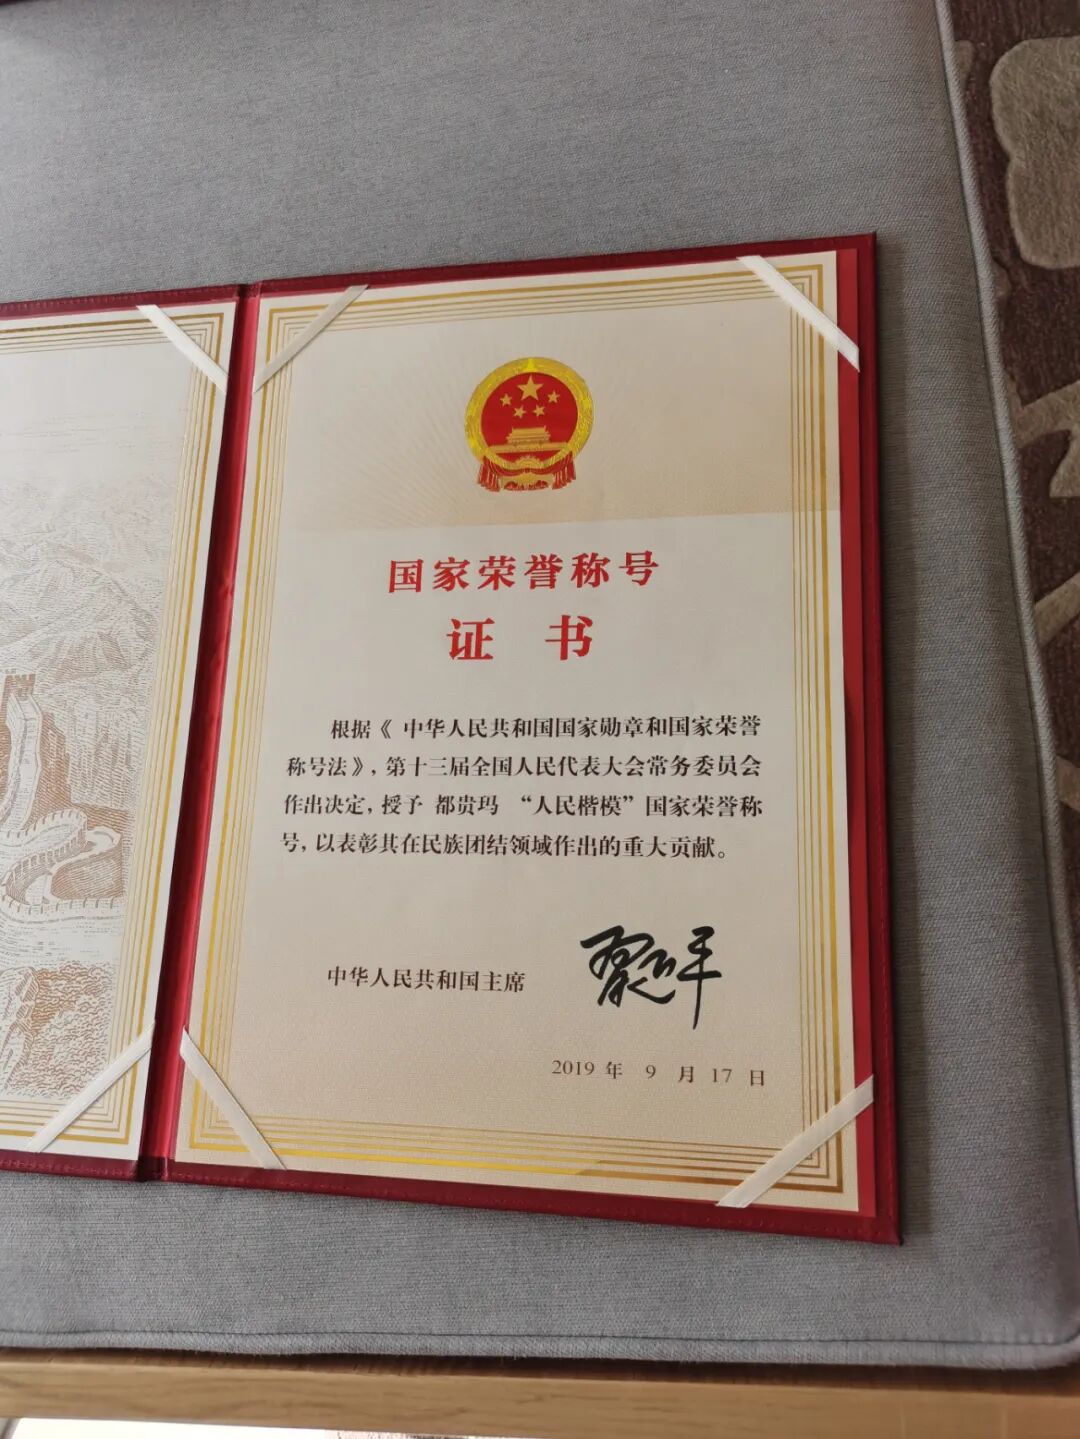 国家荣誉称号
证 书
根据《 中华人民共和国国家勋章和国家荣誉
称号法》，第十三届全国人民代表大会常务委员会
作出决定，授予 都贵玛 “人民楷模”国家荣誉称
号，以表彰其在民族团结领域作出的重大贡献。
中华人民共和国主席 习近平
2019 年 9 月 17 日